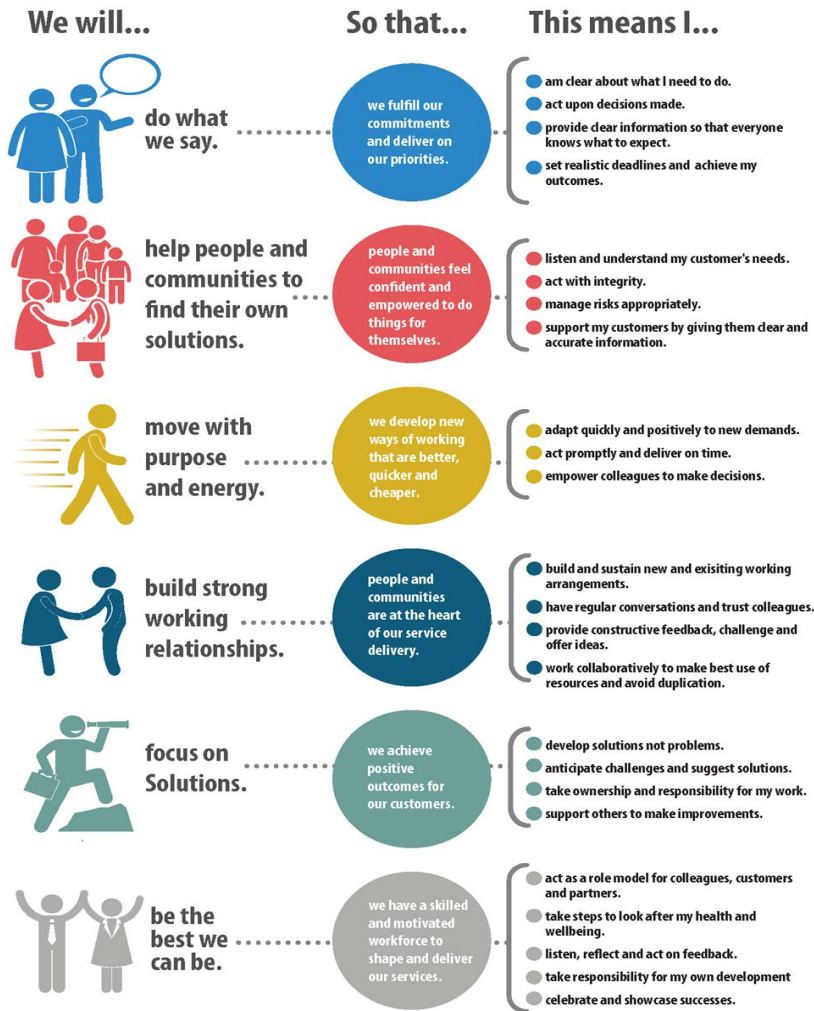 We will...
So that...
This means I...
do what
we say.
we fulfill our
commitments
and deliver on
our priorities.
am clear about what I need to do.
act upon decisions made.
provide clear information so that everyone
knows what to expect.
set realistic deadlines and achieve my
outcomes.
help people and
communities to
find their own
solutions.
people and
communities feel
confident and
empowered to do
things for
themselves.
listen and understand my customer's needs.
act with integrity.
manage risks appropriately.
support my customers by giving them clear and
accurate information.
move with
purpose
and energy.
we develop new
ways of working
that are better,
quicker and
cheaper.
adapt quickly and positively to new demands.
act promptly and deliver on time.
empower colleagues to make decisions.
build strong
working
relationships.
people and
communities
are at the heart
of our service
delivery.
build and sustain new and exisiting working
arrangements.
have regular conversations and trust colleagues.
provide constructive feedback, challenge and
offer ideas.
work collaboratively to make best use of
resources and avoid duplication.
focus on
Solutions.
we achieve
positive
outcomes for
our customers.
develop solutions not problems.
anticipate challenges and suggest solutions.
take ownership and responsibility for my work.
support others to make improvements.
be the
best we
can be.
we have a skilled
and motivated
workforce to
shape and deliver
our services.
act as a role model for colleagues, customers
and partners.
take steps to look after my health and
wellbeing.
listen, reflect and act on feedback.
take responsibility for my own development
celebrate and showcase successes.